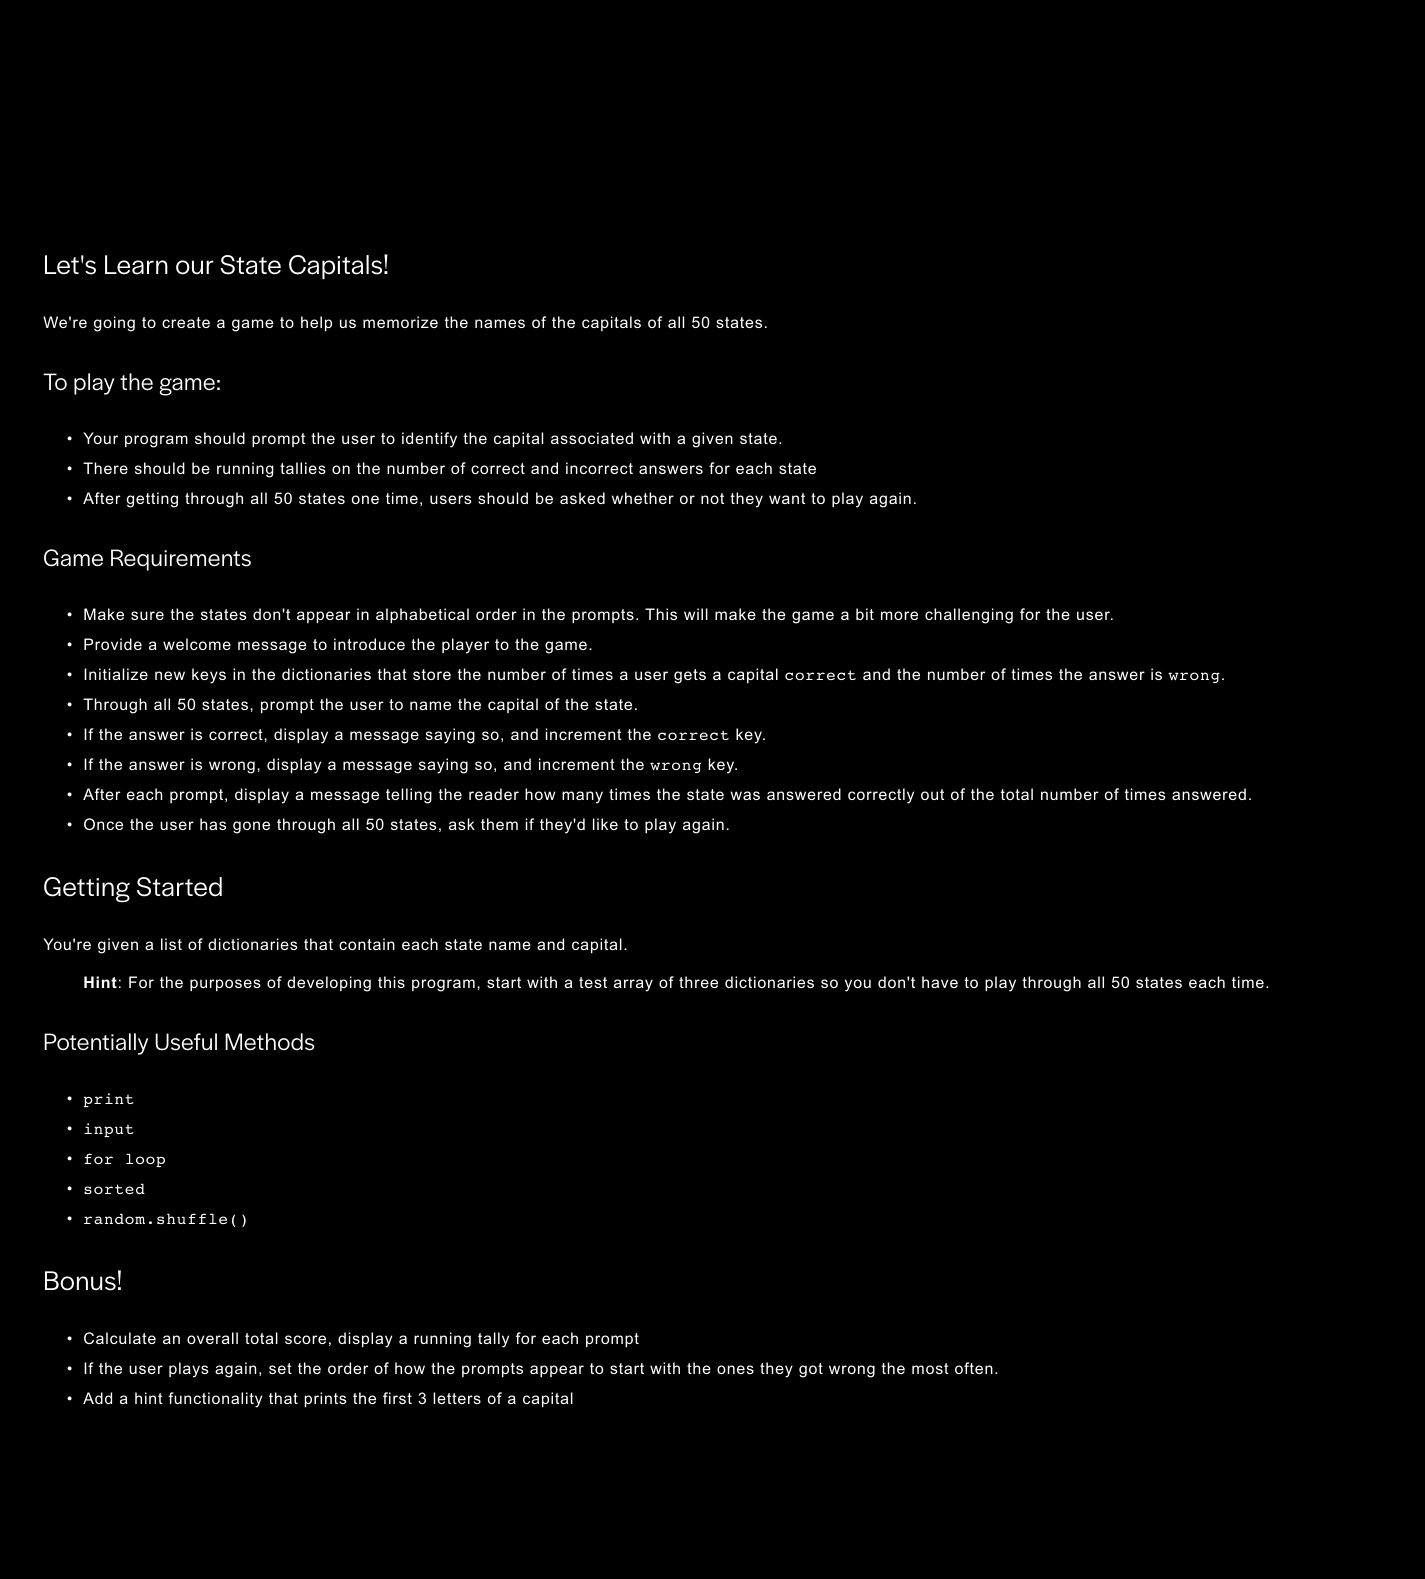 Let's Learn our State Capitals!
We're going to create a game to help us memorize the names of the capitals of all 50 states.
To play the game:
• Your program should prompt the user to identify the capital associated with a given state.
• There should be running tallies on the number of correct and incorrect answers for each state
• After getting through all 50 states one time, users should be asked whether or not they want to play again.
Game Requirements
• Make sure the states don't appear in alphabetical order in the prompts. This will make the game a bit more challenging for the user.
• Provide a welcome message to introduce the player to the game.
• Initialize new keys in the dictionaries that store the number of times a user gets a capital correct and the number of times the answer is wrong.
• Through all 50 states, prompt the user to name the capital of the state.
• If the answer is correct, display a message saying so, and increment the correct key.
• If the answer is wrong, display a message saying so, and increment the wrong key.
• After each prompt, display a message telling the reader how many times the state was answered correctly out of the total number of times answered.
• Once the user has gone through all 50 states, ask them if they'd like to play again.
Getting Started
You're given a list of dictionaries that contain each state name and capital.
Hint: For the purposes of developing this program, start with a test array of three dictionaries so you don't have to play through all 50 states each time.
Potentially Useful Methods
• print
• input
• for loop
• sorted
• random.shuffle()
Bonus!
• Calculate an overall total score, display a running tally for each prompt
• If the user plays again, set the order of how the prompts appear to start with the ones they got wrong the most often.
• Add a hint functionality that prints the first 3 letters of a capital